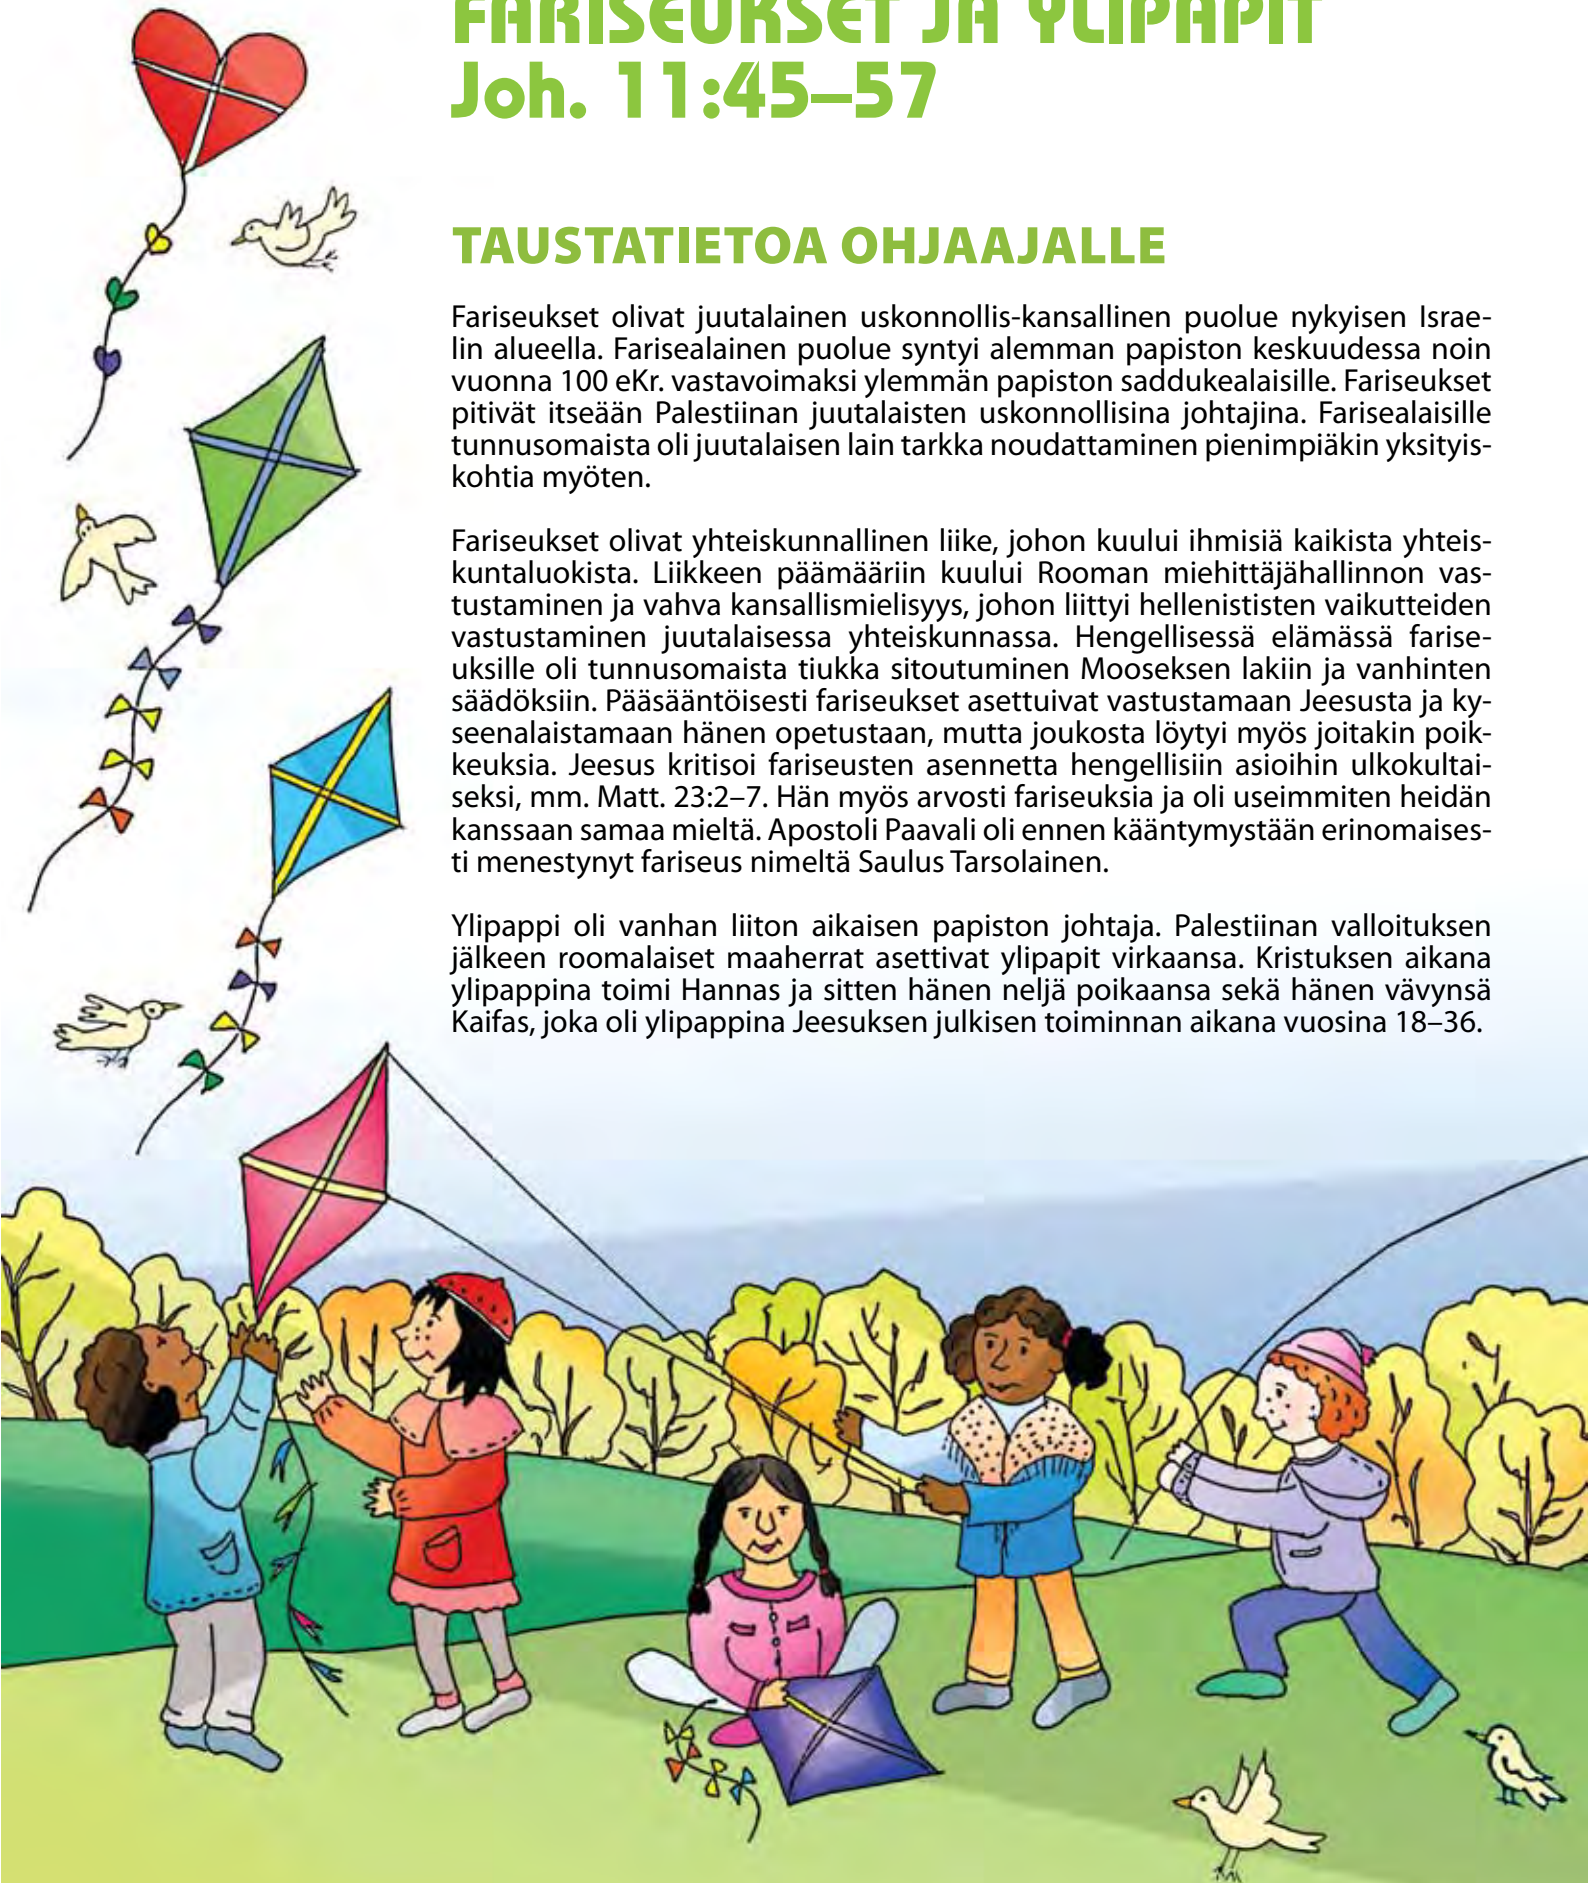 FARISEUKSET JA YLIPAPIT
Joh. 11:45–57
TAUSTATIETOA OHJAAJALLE
Fariseukset olivat juutalainen uskonnollis-kansallinen puolue nykyisen Israe-
lin alueella. Farisealainen puolue syntyi alemman papiston keskuudessa noin
vuonna 100 eKr. vastavoimaksi ylemmän papiston saddukealaisille. Fariseukset
pitivät itseään Palestiinan juutalaisten uskonnollisina johtajina. Farisealaisille
tunnusomaista oli juutalaisen lain tarkka noudattaminen pienimpiäkin yksityis-
kohtia myöten.
Fariseukset olivat yhteiskunnallinen liike, johon kuului ihmisiä kaikista yhteis-
kuntaluokista. Liikkeen päämääriin kuului Rooman miehittäjähallinnon vas-
tustaminen ja vahva kansallismielisyys, johon liittyi hellenististen vaikutteiden
vastustaminen juutalaisessa yhteiskunnassa. Hengellisessä elämässä farise-
uksille oli tunnusomaista tiukka sitoutuminen Mooseksen lakiin ja vanhinten
säädöksiin. Pääsääntöisesti fariseukset asettuivat vastustamaan Jeesusta ja ky-
seenalaistamaan hänen opetustaan, mutta joukosta löytyi myös joitakin poik-
keuksia. Jeesus kritisoi fariseusten asennetta hengellisiin asioihin ulkokultai-
seksi, mm. Matt. 23:2–7. Hän myös arvosti fariseuksia ja oli useimmiten heidän
kanssaan samaa mieltä. Apostoli Paavali oli ennen kääntymystään erinomaises-
ti menestynyt fariseus nimeltä Saulus Tarsolainen.
Ylipappi oli vanhan liiton aikaisen papiston johtaja. Palestiinan valloituksen
jälkeen roomalaiset maaherrat asettivat ylipapit virkaansa. Kristuksen aikana
ylipappina toimi Hannas ja sitten hänen neljä poikaansa sekä hänen vävynsä
Kaifas, joka oli ylipappina Jeesuksen julkisen toiminnan aikana vuosina 18–36.